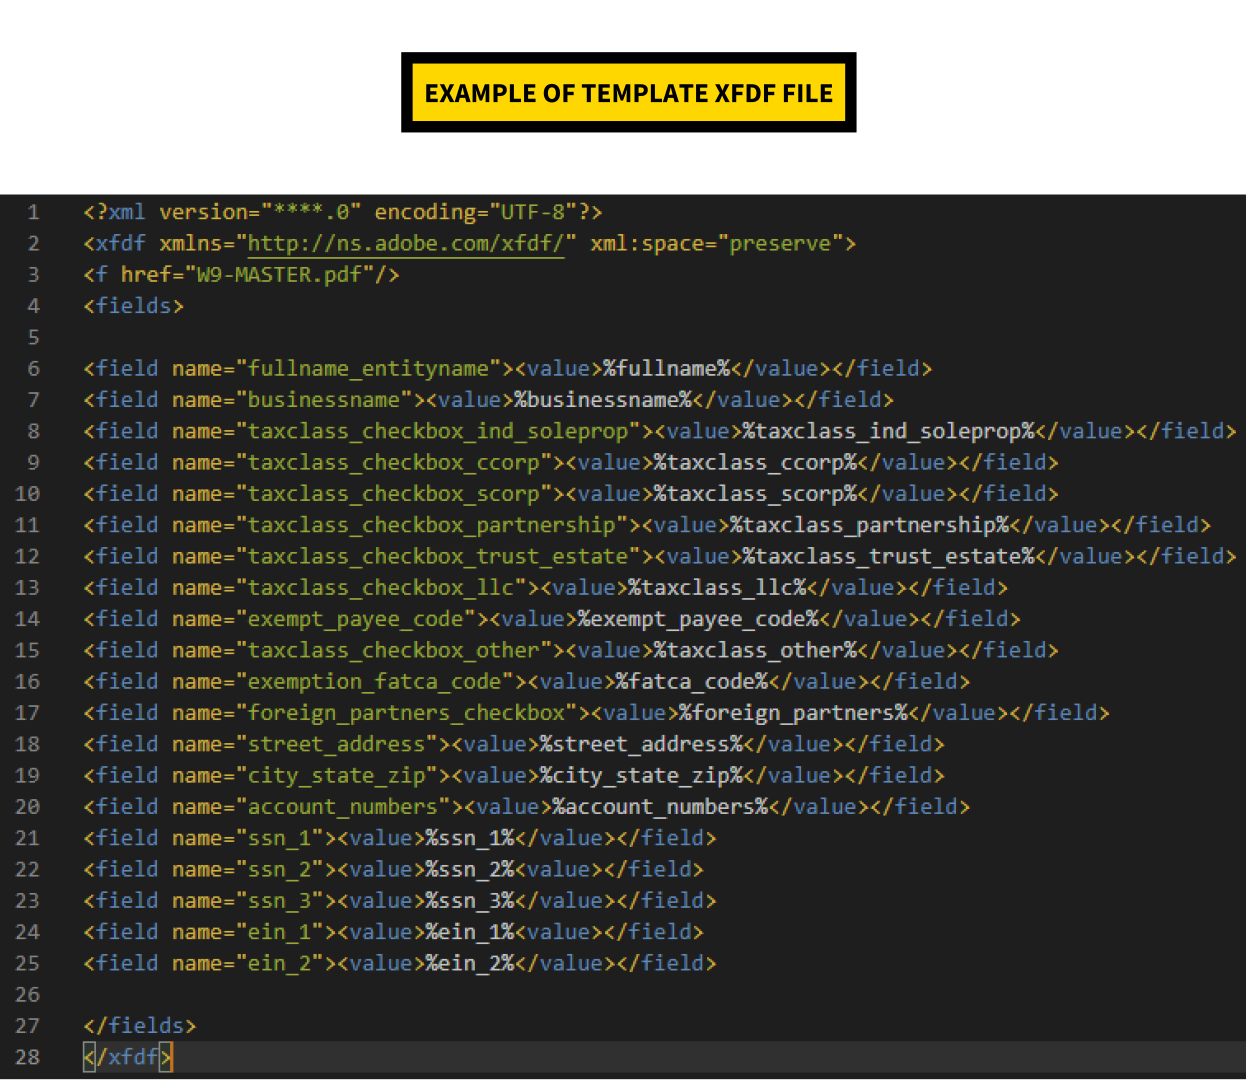 EXAMPLE OF TEMPLATE XFDF FILE
1 <?xml version="****.0" encoding="UTF-8"?>
2 <xfdf xmlns="http://ns.adobe.com/xfdf/" xml:space="preserve">
3 <f href="W9-MASTER.pdf"/>
4 <fields>
5
6 <field name="fullname_entityname"><value>%fullname%</value></field>
7 <field name="businessname"><value>%businessname%</value></field>
8 <field name="taxclass_checkbox_ind_soleprop"><value>%taxclass_ind_soleprop%</value></field>
9 <field name="taxclass_checkbox_ccorp"><value>%taxclass_ccorp%</value></field>
10 <field name="taxclass_checkbox_scorp"><value>%taxclass_scorp%</value></field>
11 <field name="taxclass_checkbox_partnership"><value>%taxclass_partnership%</value></field>
12 <field name="taxclass_checkbox_trust_estate"><value>%taxclass_trust_estate%</value></field>
13 <field name="taxclass_checkbox_llc"><value>%taxclass_llc%</value></field>
14 <field name="exempt_payee_code"><value>%exempt_payee_code%</value></field>
15 <field name="taxclass_checkbox_other"><value>%taxclass_other%</value></field>
16 <field name="exemption_fatca_code"><value>%fatca_code%</value></field>
17 <field name="foreign_partners_checkbox"><value>%foreign_partners%</value></field>
18 <field name="street_address"><value>%street_address%</value></field>
19 <field name="city_state_zip"><value>%city_state_zip%</value></field>
20 <field name="account_numbers"><value>%account_numbers%</value></field>
21 <field name="ssn_1"><value>%ssn_1%</value></field>
22 <field name="ssn_2"><value>%ssn_2%<value></field>
23 <field name="ssn_3"><value>%ssn_3%</value></field>
24 <field name="ein_1"><value>%ein_1%<value></field>
25 <field name="ein_2"><value>%ein_2%</value></field>
26
27 </fields>
28 </xfdf>